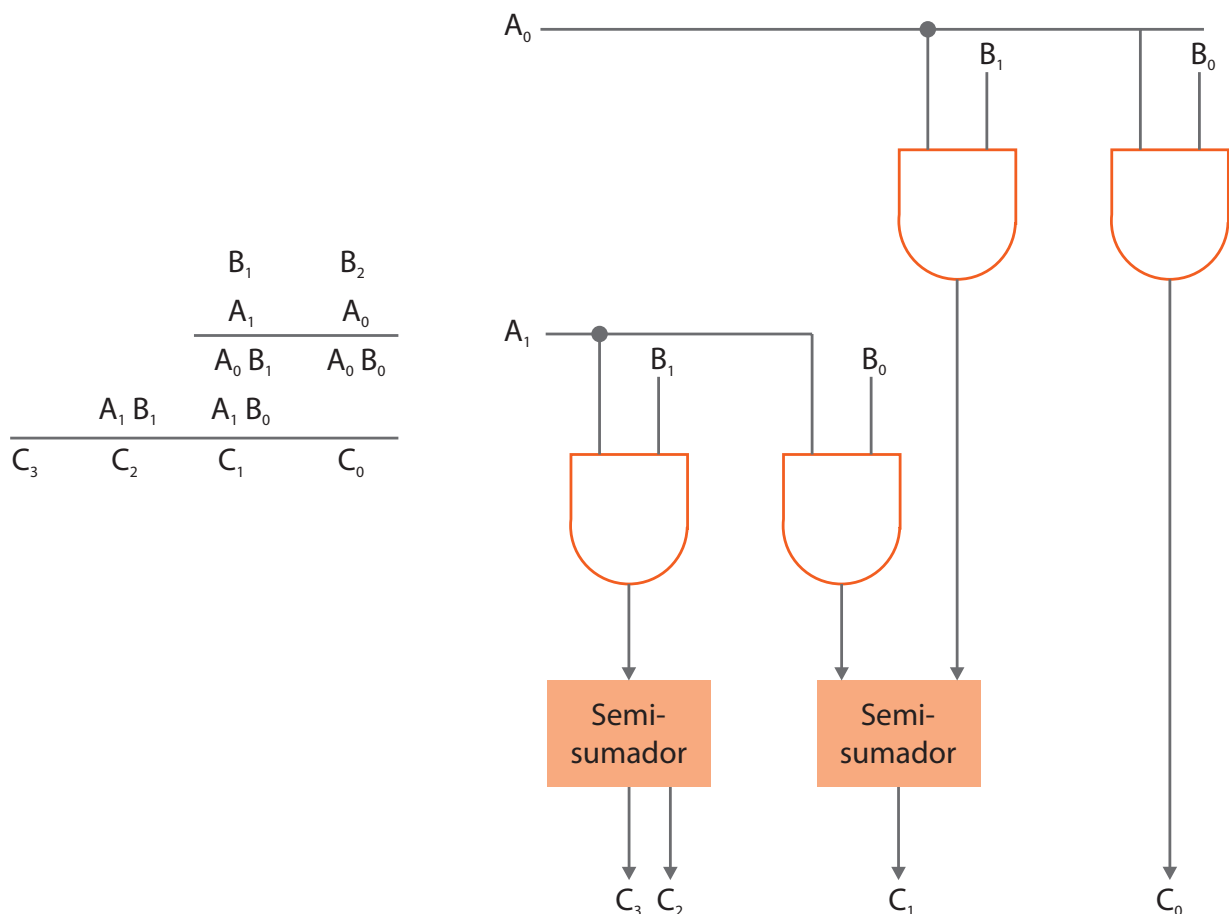 B₁ B₂
A₁ A₀
A₀ B₁ A₀ B₀
A₁ B₁ A₁ B₀
C₃ C₂ C₁ C₀
A₀
B₁ B₀
A₁
B₁ B₀
Semi-
sumador
Semi-
sumador
C₃ C₂ C₁ C₀